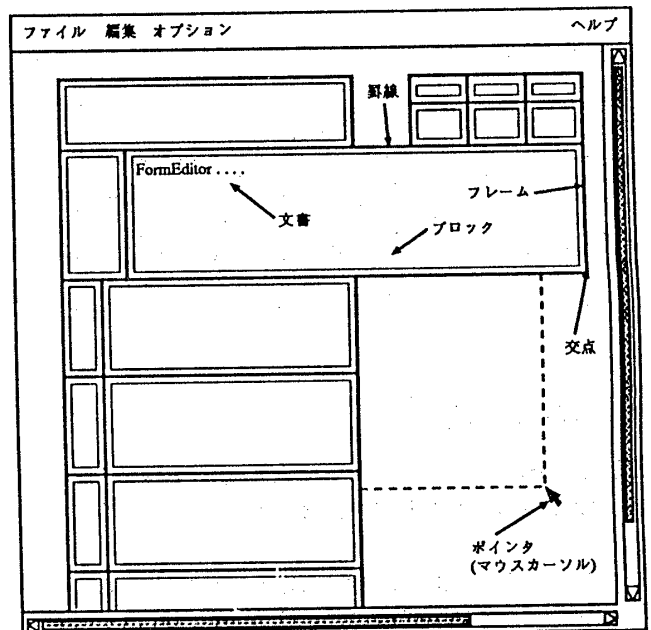 ファイル 編集 オプション ヘルプ
罫線
FormEditor . . . .
フレーム
文書
ブロック
交点
ポインタ
(マウスカーソル)